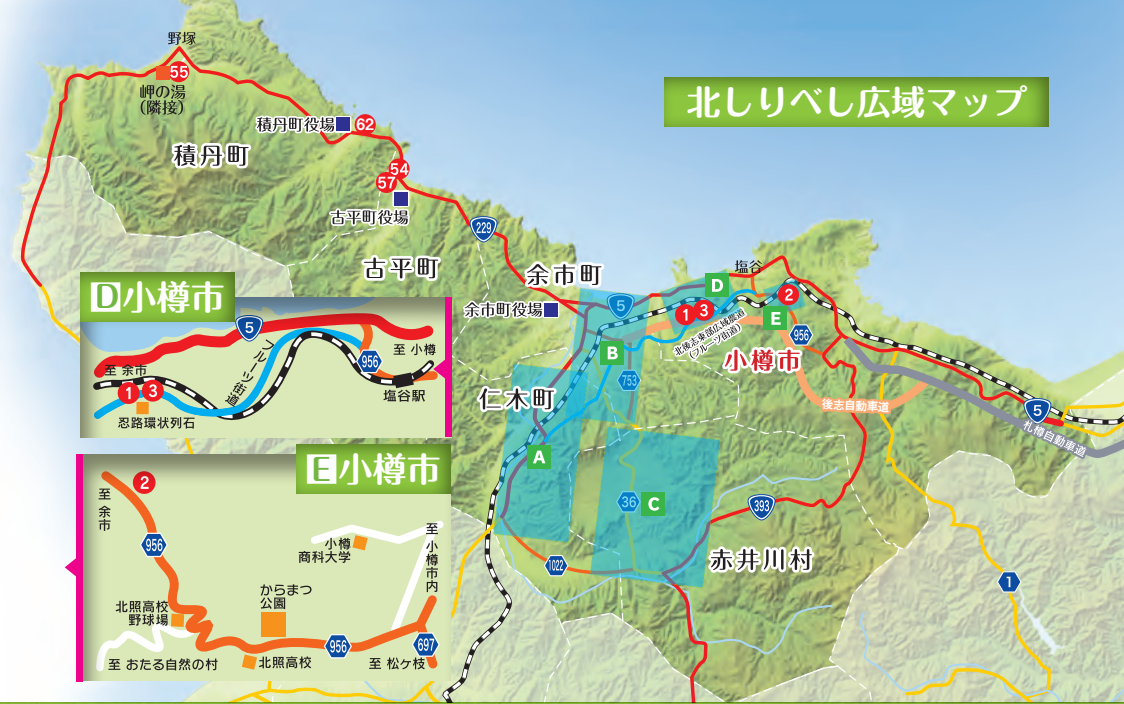 北しりべし広域マップ
野塚
55
岬の湯
（隣接）
積丹町役場
62
積丹町
54
57
古平町役場
229
古平町
余市町
余市町役場
5
塩谷
D
1
3
2
E
北後志東部広域農道
（フルーツ街道）
956
小樽市
B
753
仁木町
後志自動車道
5
札樽自動車道
A
36
C
393
1022
赤井川村
1
D小樽市
5
至 余市
フルーツ街道
至 小樽
956
1
3
塩谷駅
忍路環状列石
E小樽市
2
至 余市
956
小樽
商科大学
至 小樽市内
からまつ
公園
北照高校
野球場
956
697
至 おたる自然の村
北照高校
至 松ヶ枝